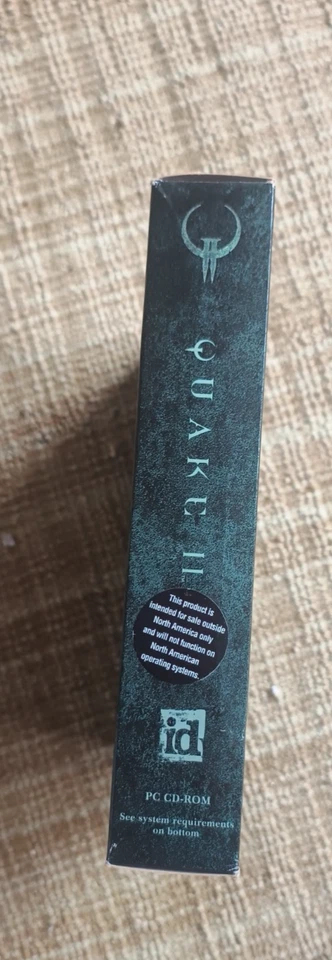 QUAKE II™
This product is
intended for sale outside
North America only
and will not function on
North American
operating systems.
id
PC CD-ROM
See system requirements
on bottom